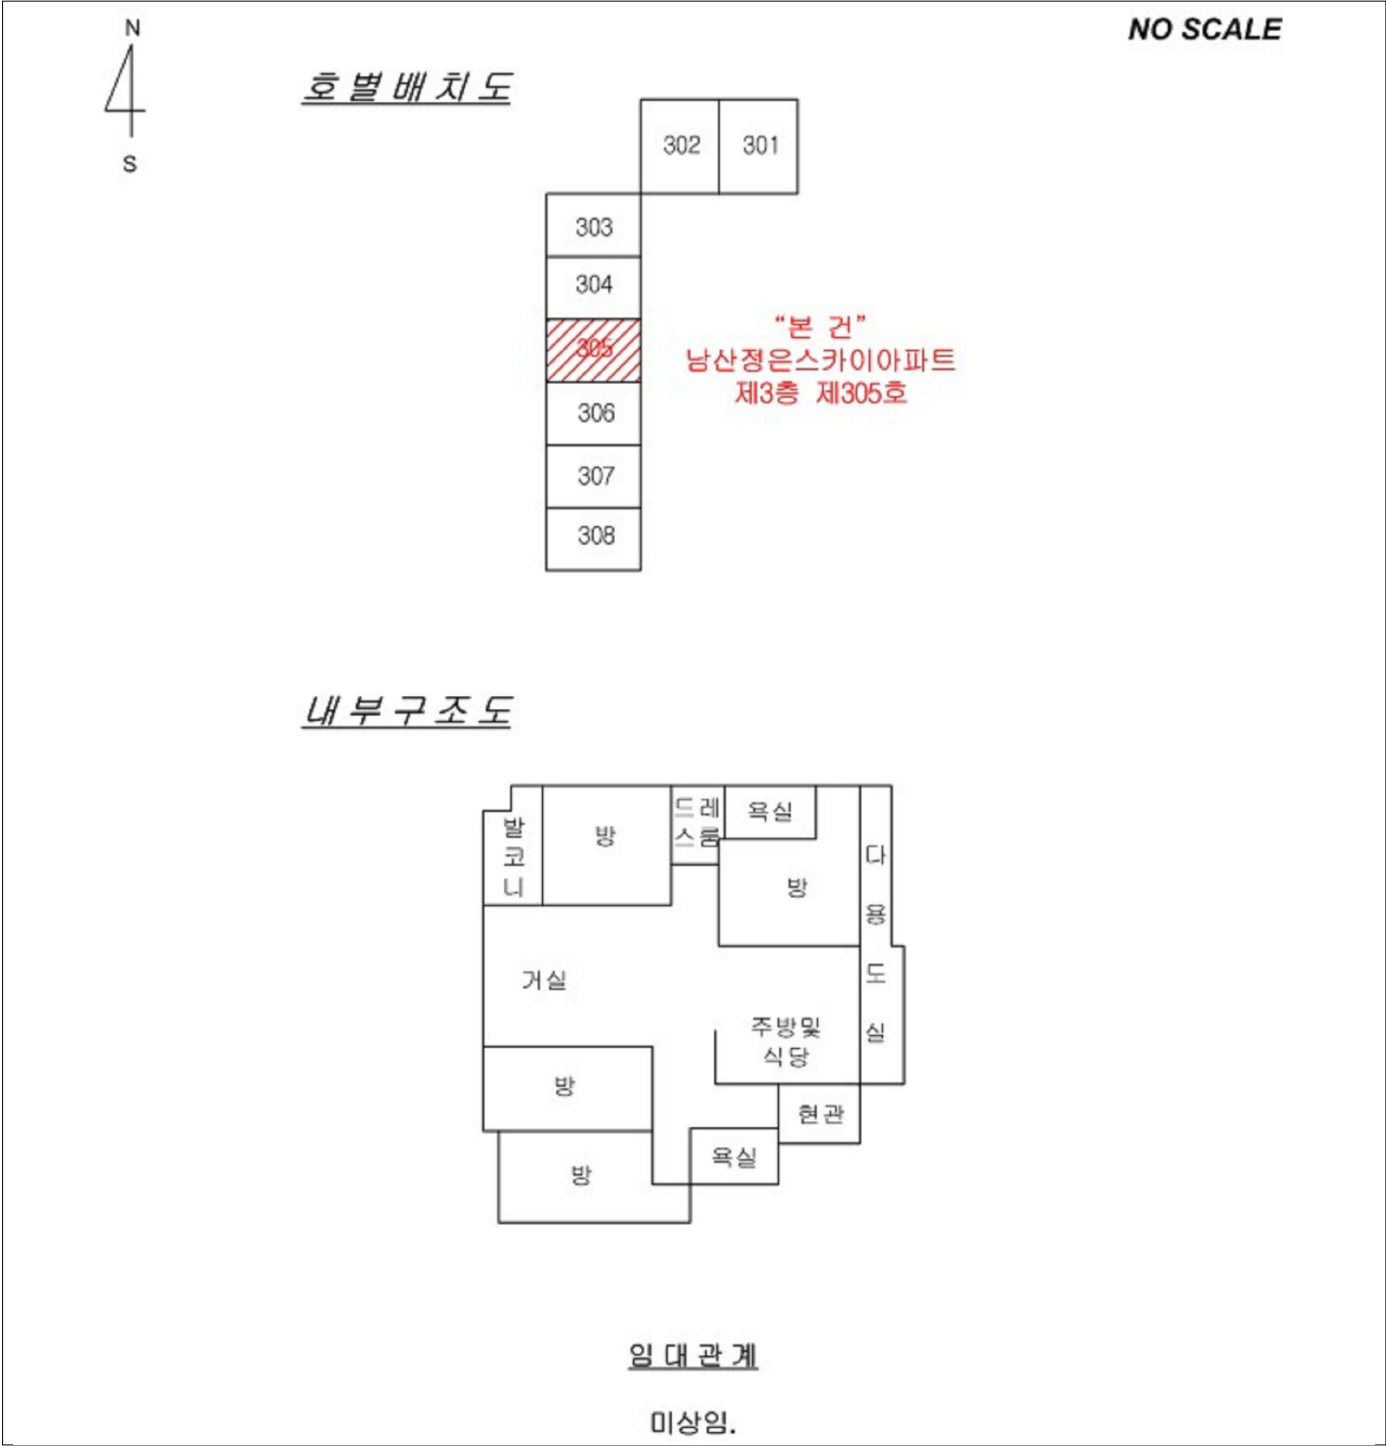 N
S
NO SCALE
호별배치도
302 301
303
304
305
306
307
308
“본 건”
남산정은스카이아파트
제3층 제305호
내부구조도
발코니
방
드레
스룸
욕실
방
다용도실
거실
주방및
식당
방
현관
방
욕실
임대관계
미상임.